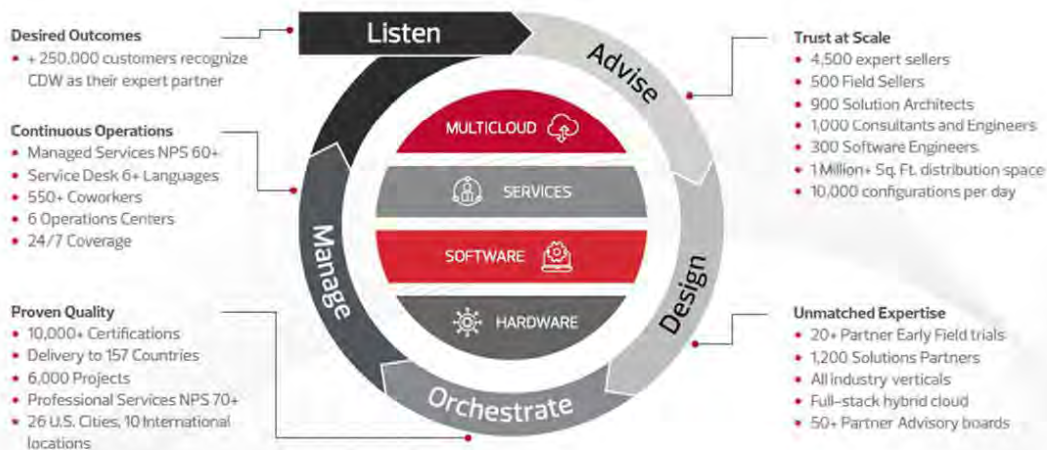 Desired Outcomes
• + 250,000 customers recognize
CDW as their expert partner
Continuous Operations
• Managed Services NPS 60+
• Service Desk 6+ Languages
• 550+ Coworkers
• 6 Operations Centers
• 24/7 Coverage
Proven Quality
• 10,000+ Certifications
• Delivery to 157 Countries
• 6,000 Projects
• Professional Services NPS 70+
• 26 U.S. Cities, 10 International
locations
Listen
Advise
Design
Orchestrate
Manage
MULTICLOUD
SERVICES
SOFTWARE
HARDWARE
Trust at Scale
• 4,500 expert sellers
• 500 Field Sellers
• 900 Solution Architects
• 1,000 Consultants and Engineers
• 300 Software Engineers
• 1 Million+ Sq. Ft. distribution space
• 10,000 configurations per day
Unmatched Expertise
• 20+ Partner Early Field trials
• 1,200 Solutions Partners
• All industry verticals
• Full-stack hybrid cloud
• 50+ Partner Advisory boards